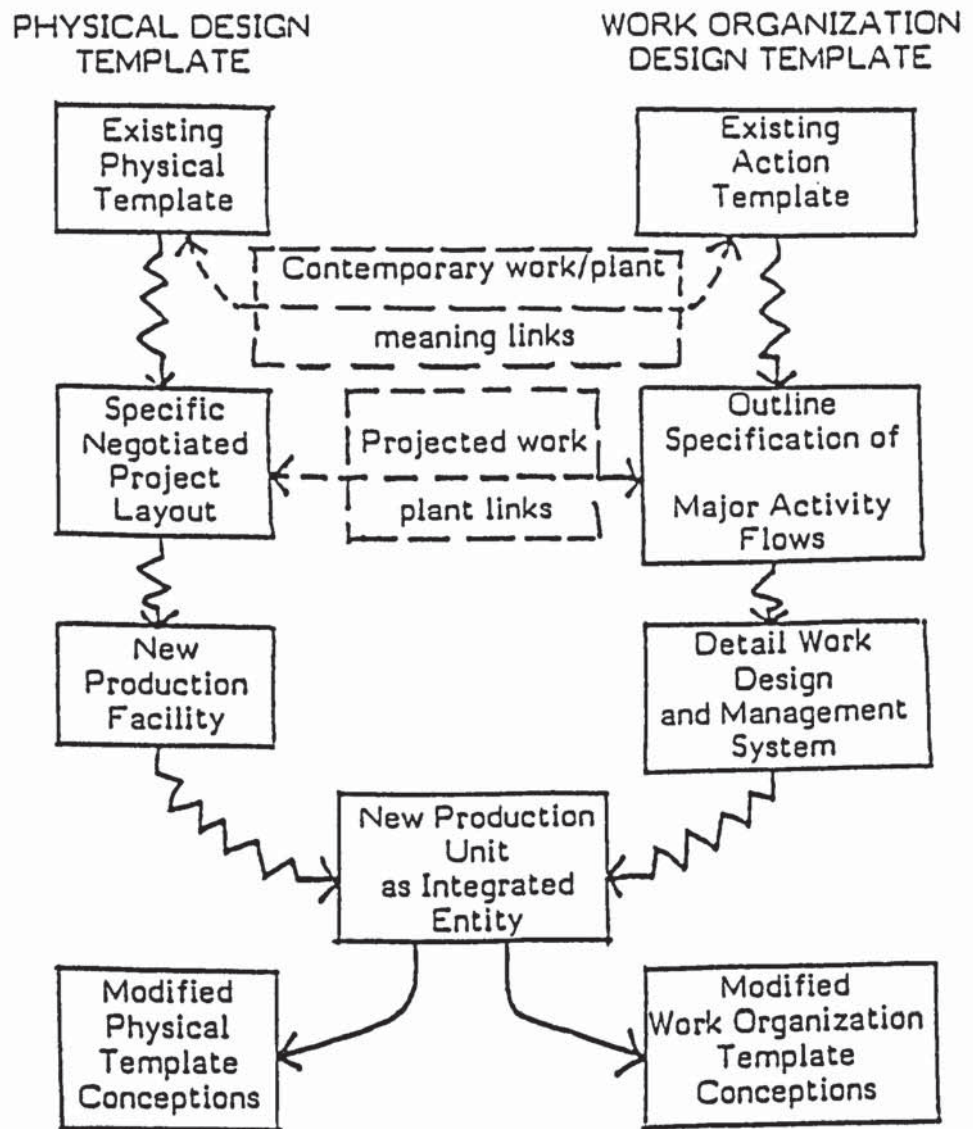 PHYSICAL DESIGN
TEMPLATE
WORK ORGANIZATION
DESIGN TEMPLATE
Existing
Physical
Template
Existing
Action
Template
Contemporary work/plant
meaning links
Specific
Negotiated
Project
Layout
Projected work
plant links
Outline
Specification of
Major Activity
Flows
New
Production
Facility
Detail Work
Design
and Management
System
New Production
Unit
as Integrated
Entity
Modified
Physical
Template
Conceptions
Modified
Work Organization
Template
Conceptions